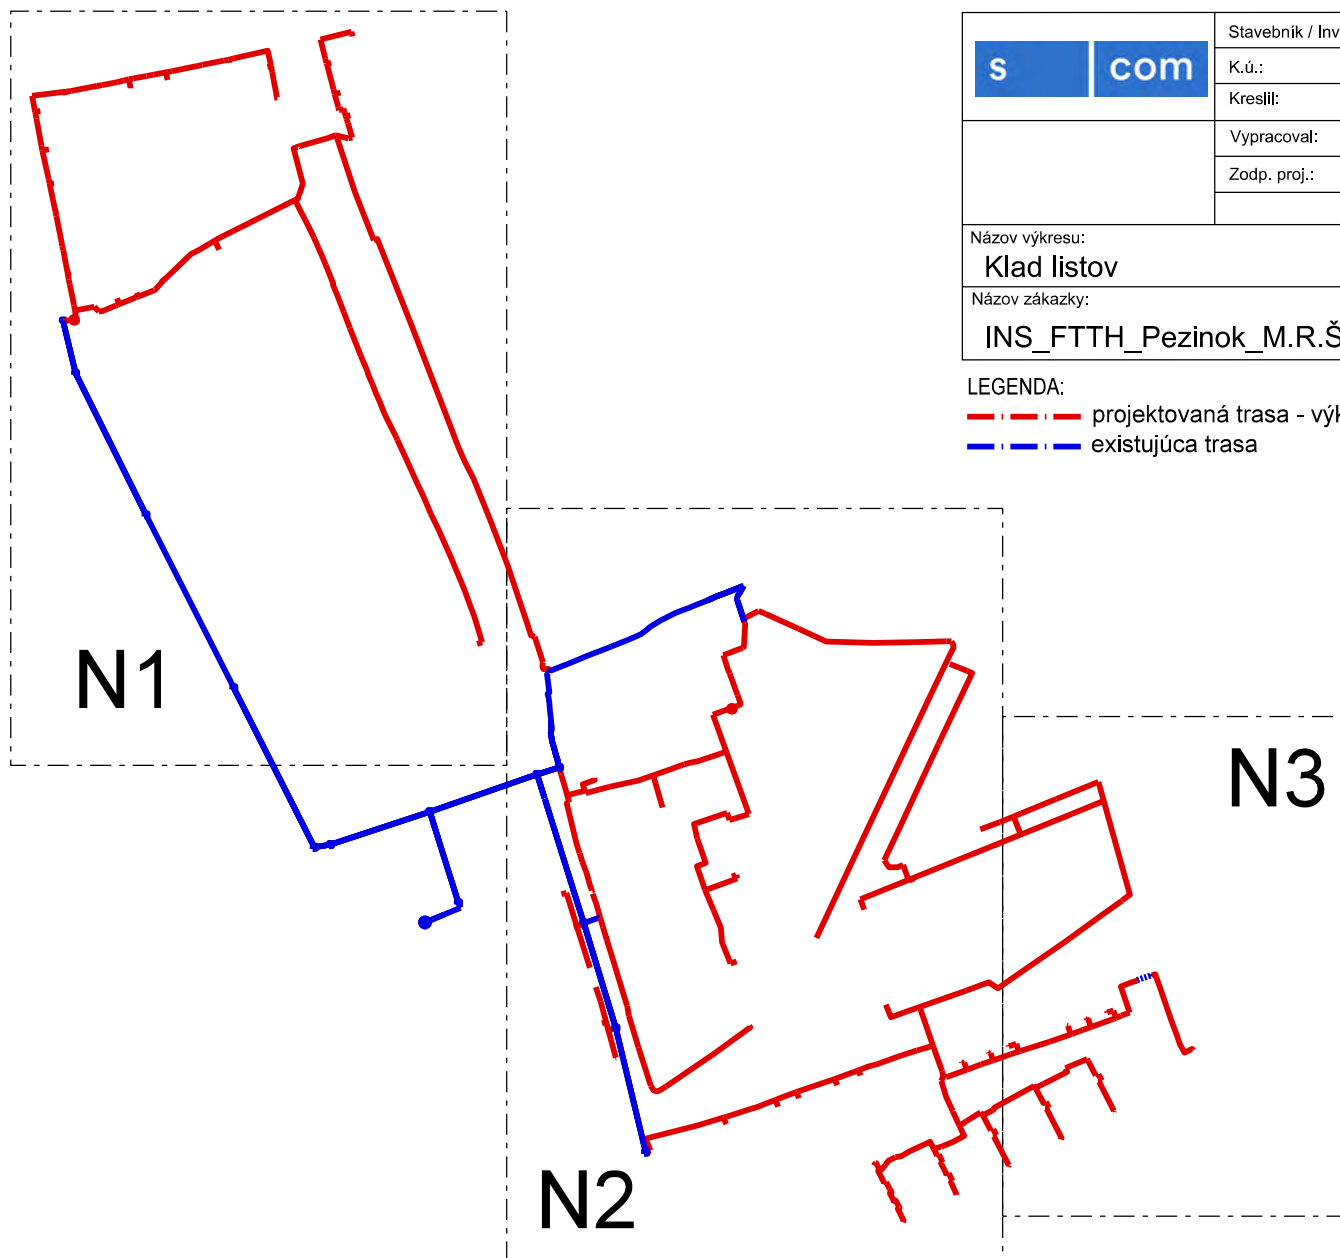 s com
Stavebník / Inv
K.ú.:
Kreslil:
Vypracoval:
Zodp. proj.:
Názov výkresu:
Klad listov
Názov zákazky:
INS_FTTH_Pezinok_M.R.Š
LEGENDA:
projektovaná trasa - výk
existujúca trasa
N1
N3
N2